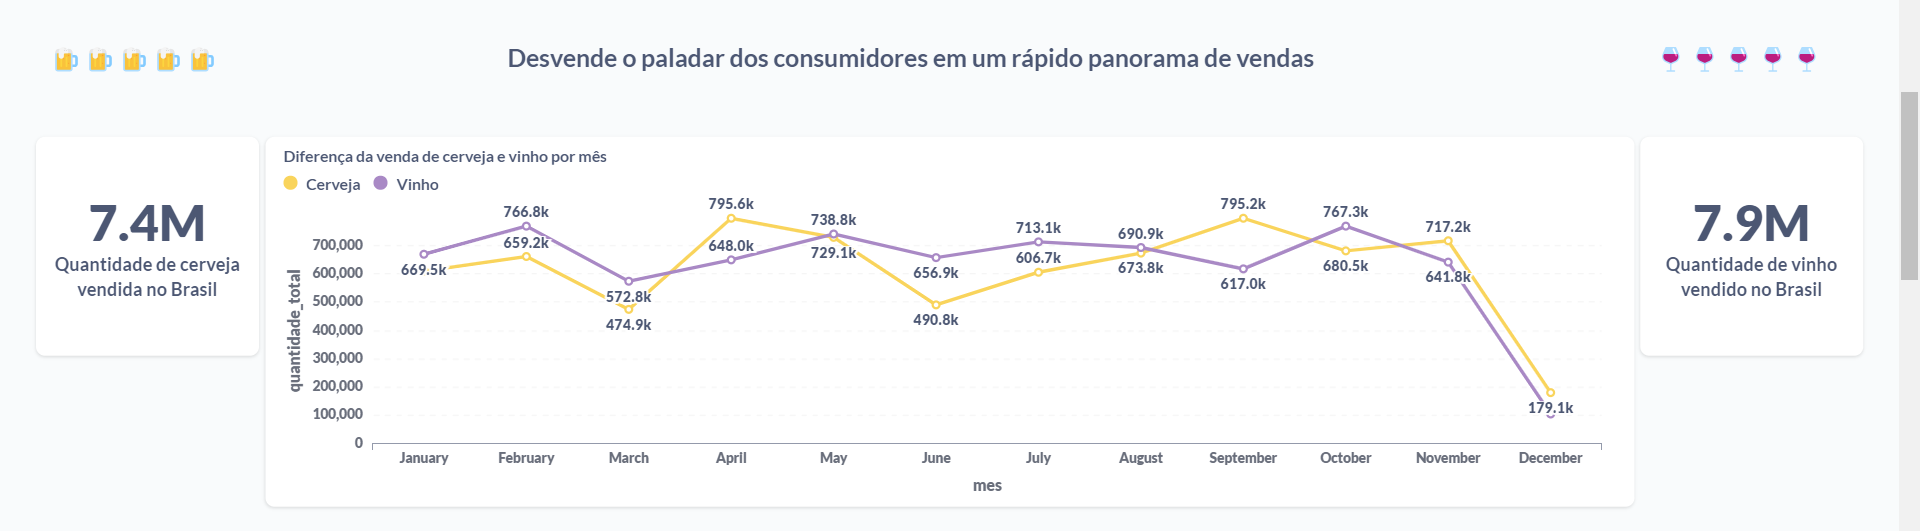 Desvende o paladar dos consumidores em um rápido panorama de vendas
7.4M
Quantidade de cerveja
vendida no Brasil
Diferença da venda de cerveja e vinho por mês
Cerveja Vinho
quantidade_total
700,000
600,000
500,000
400,000
300,000
200,000
100,000
0
669.5k
766.8k
659.2k
572.8k
474.9k
795.6k
648.0k
738.8k
729.1k
656.9k
490.8k
713.1k
606.7k
690.9k
673.8k
795.2k
617.0k
767.3k
680.5k
717.2k
641.8k
179.1k
January February March April May June July August September October November December
mes
7.9M
Quantidade de vinho
vendido no Brasil